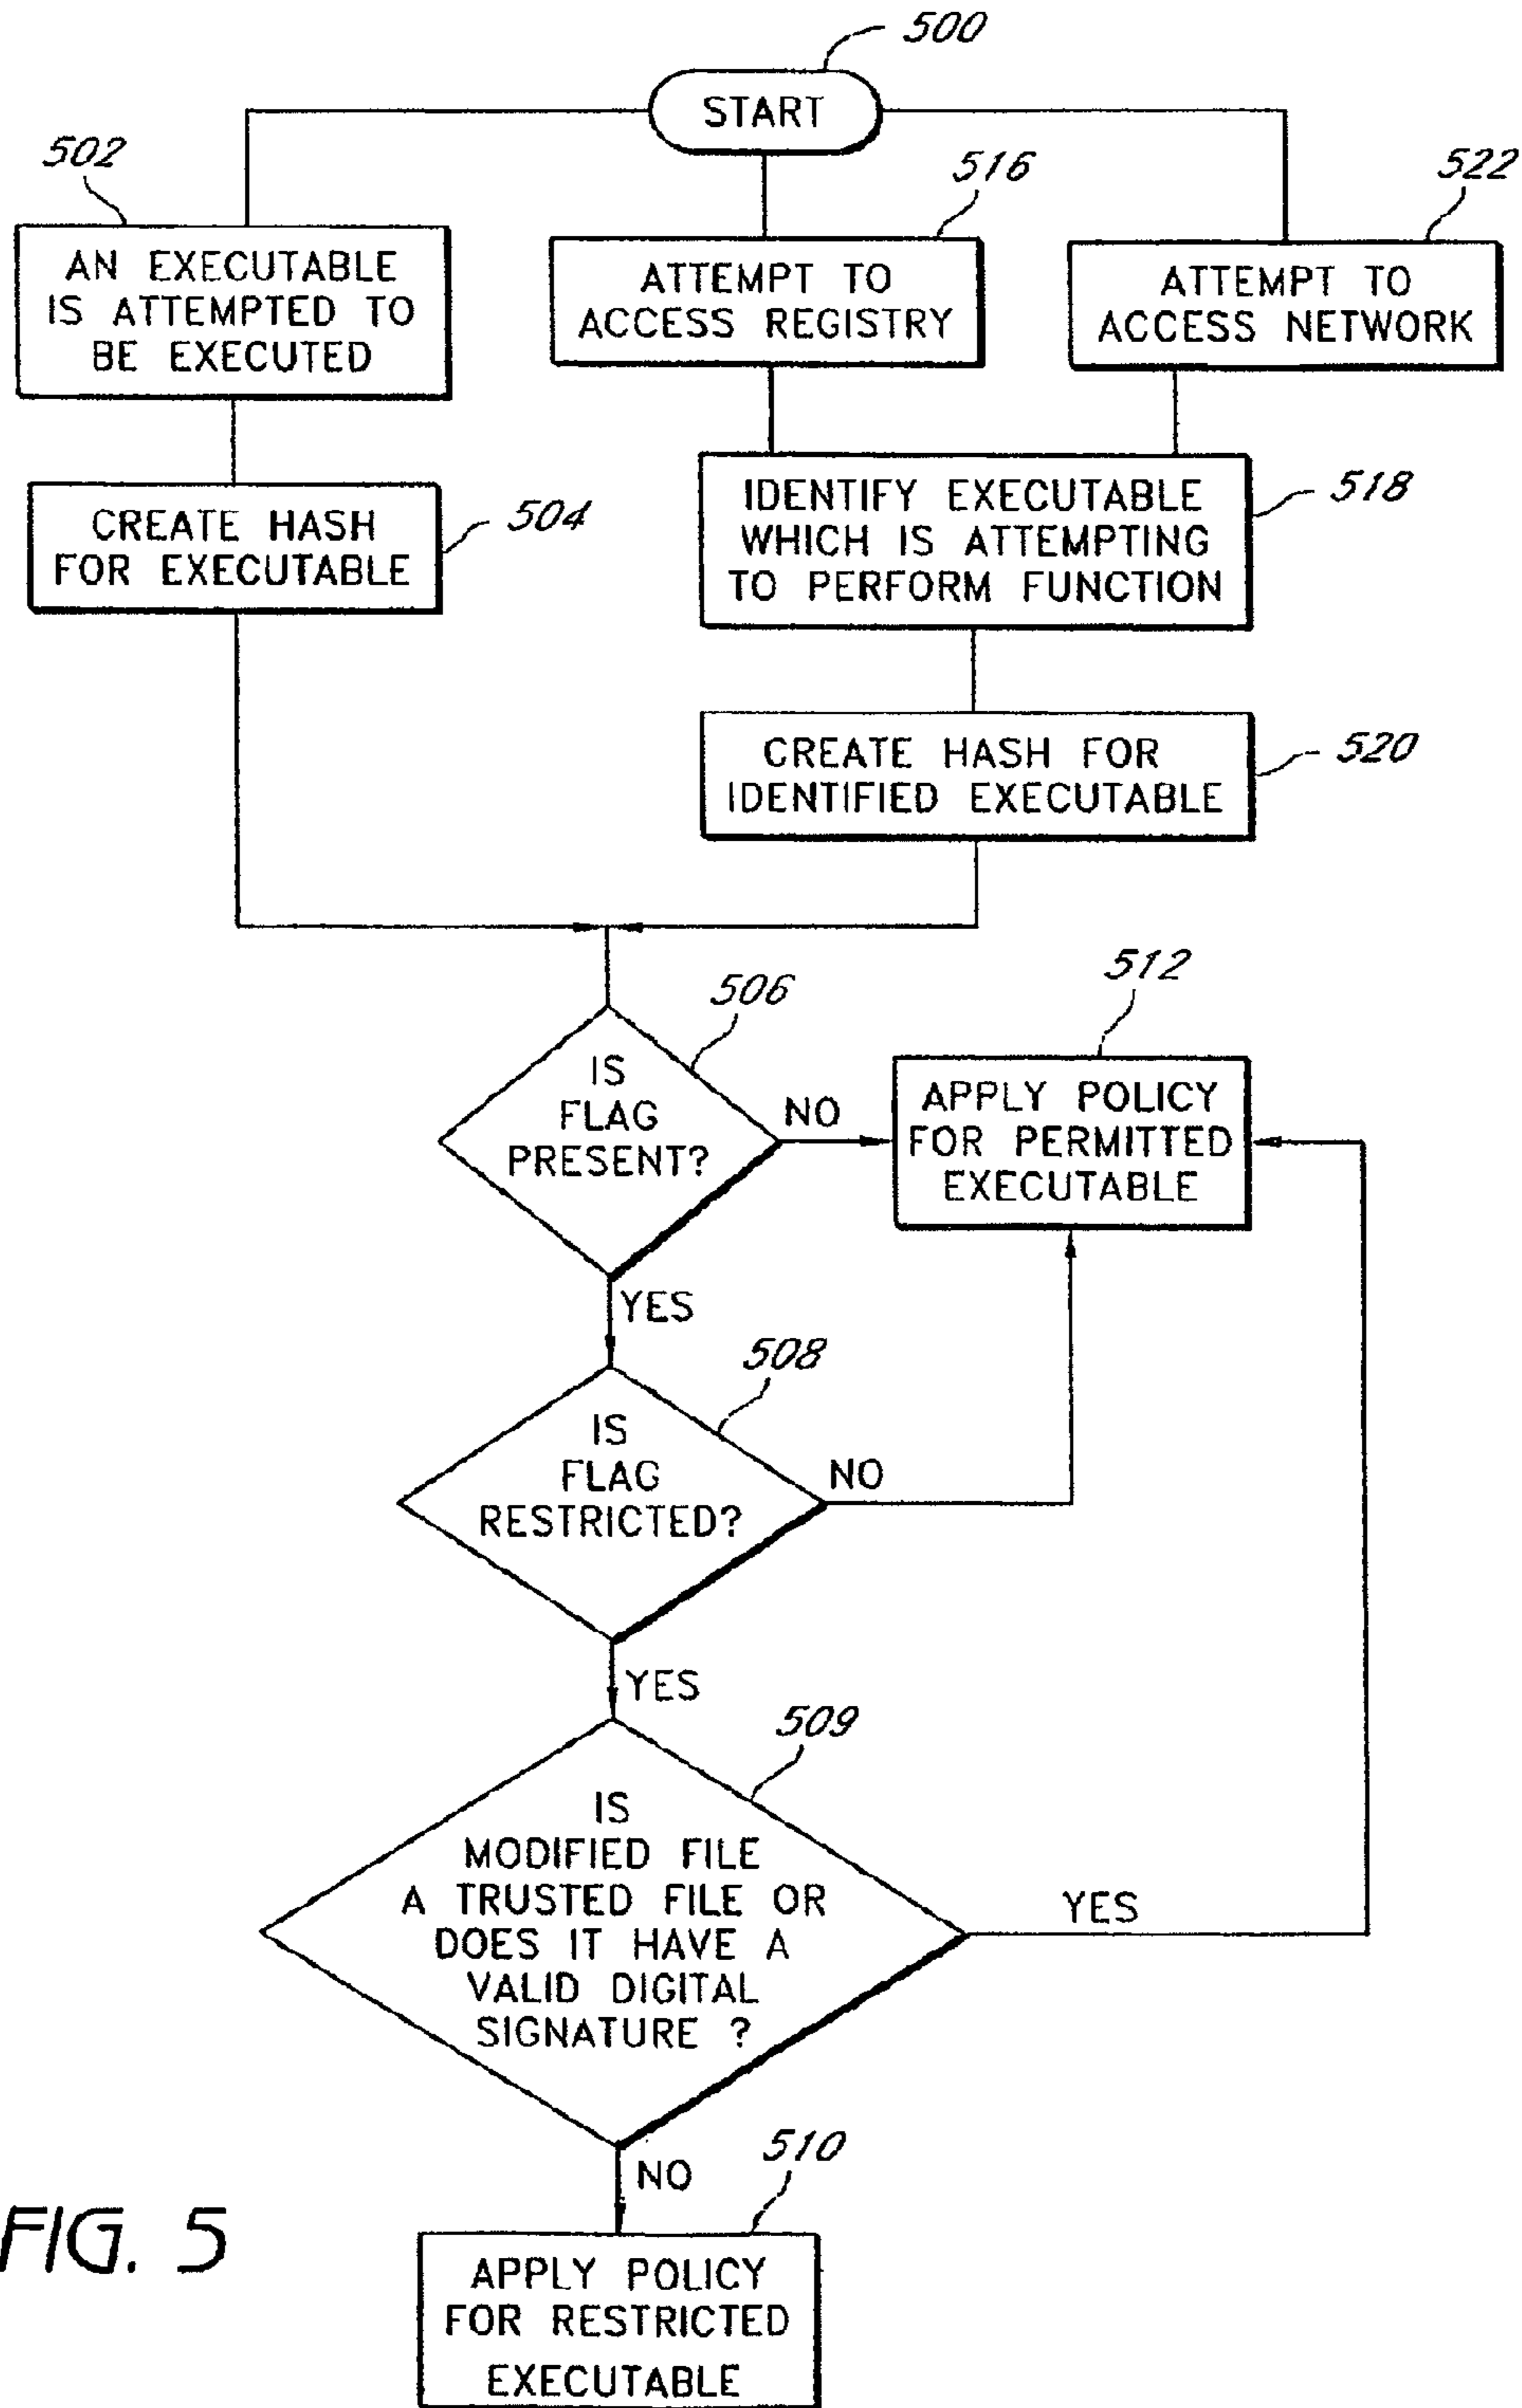 500
START
502
516
522
AN EXECUTABLE
IS ATTEMPTED TO
BE EXECUTED
ATTEMPT TO
ACCESS REGISTRY
ATTEMPT TO
ACCESS NETWORK
CREATE HASH
FOR EXECUTABLE
504
IDENTIFY EXECUTABLE
WHICH IS ATTEMPTING
TO PERFORM FUNCTION
518
CREATE HASH FOR
IDENTIFIED EXECUTABLE
520
506
IS
FLAG
PRESENT?
NO
512
APPLY POLICY
FOR PERMITTED
EXECUTABLE
YES
508
IS
FLAG
RESTRICTED?
NO
YES
509
IS
MODIFIED FILE
A TRUSTED FILE OR
DOES IT HAVE A
VALID DIGITAL
SIGNATURE ?
YES
NO
510
APPLY POLICY
FOR RESTRICTED
EXECUTABLE
FIG. 5